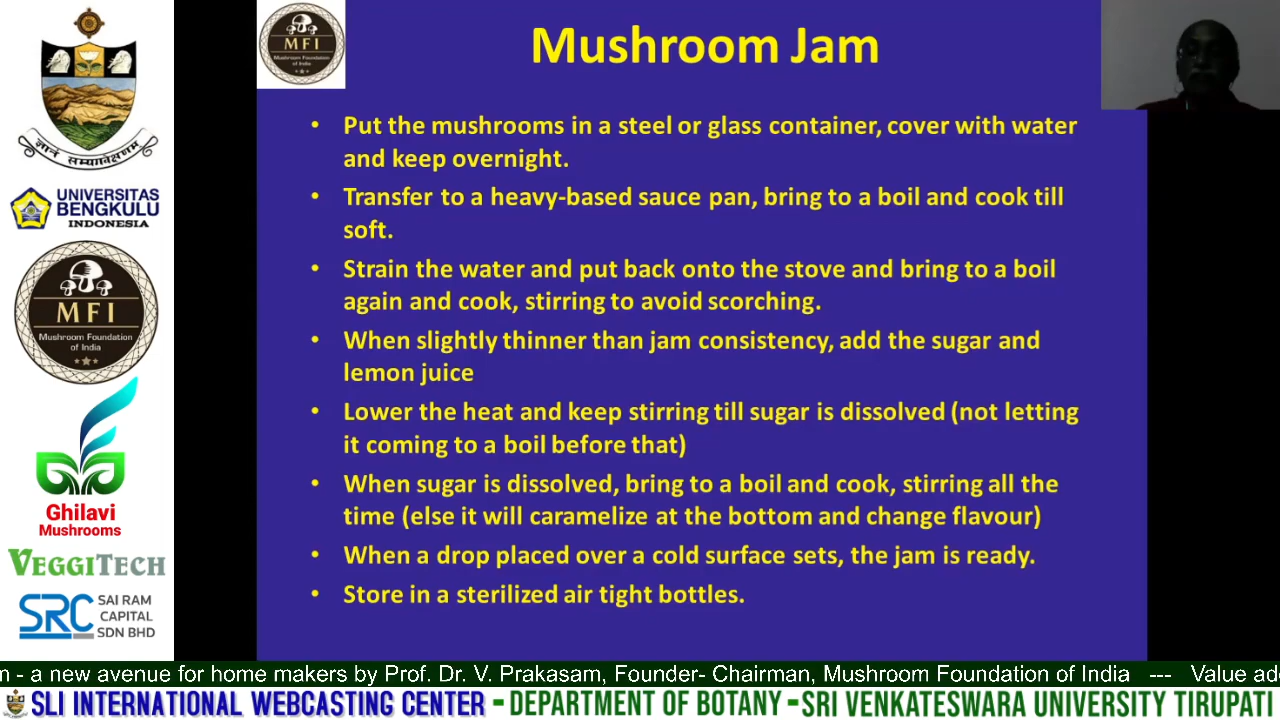 Mushroom Jam
MFI
Mushroom Foundation
of India
• Put the mushrooms in a steel or glass container, cover with water
and keep overnight.
• Transfer to a heavy-based sauce pan, bring to a boil and cook till
soft.
• Strain the water and put back onto the stove and bring to a boil
again and cook, stirring to avoid scorching.
• When slightly thinner than jam consistency, add the sugar and
lemon juice
• Lower the heat and keep stirring till sugar is dissolved (not letting
it coming to a boil before that)
• When sugar is dissolved, bring to a boil and cook, stirring all the
time (else it will caramelize at the bottom and change flavour)
• When a drop placed over a cold surface sets, the jam is ready.
• Store in a sterilized air tight bottles.
ज्ञानं सम्यगवेक्षणम्
UNIVERSITAS
BENGKULU
INDONESIA
MFI
Mushroom Foundation
of India
Ghilavi
Mushrooms
VEGGITECH
SRC SAI RAM
CAPITAL
SDN BHD
m - a new avenue for home makers by Prof. Dr. V. Prakasam, Founder- Chairman, Mushroom Foundation of India --- Value ad
SLI INTERNATIONAL WEBCASTING CENTER - DEPARTMENT OF BOTANY - SRI VENKATESWARA UNIVERSITY TIRUPATI